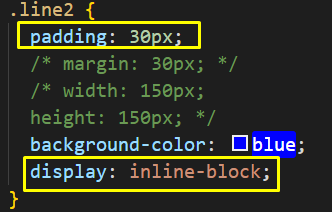 .line2 {
padding: 30px;
/* margin: 30px; */
/* width: 150px;
height: 150px; */
background-color: blue;
display: inline-block;
}